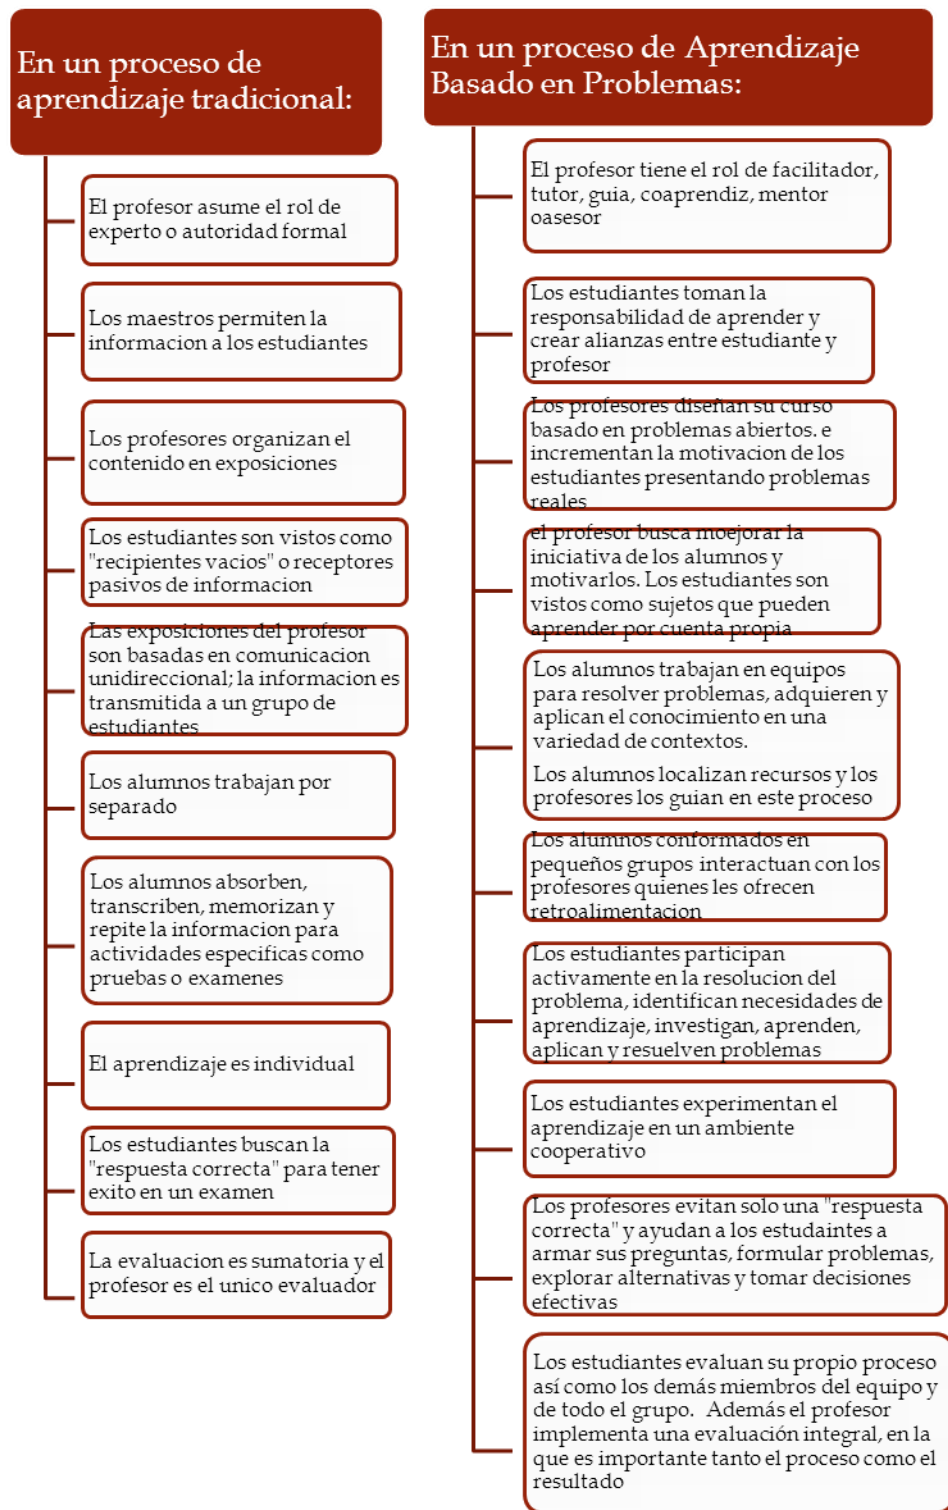 En un proceso de
aprendizaje tradicional:
El profesor asume el rol de
experto o autoridad formal
Los maestros permiten la
informacion a los estudiantes
Los profesores organizan el
contenido en exposiciones
Los estudiantes son vistos como
"recipientes vacios" o receptores
pasivos de informacion
Las exposiciones del profesor
son basadas en comunicacion
unidireccional; la informacion es
transmitida a un grupo de
estudiantes
Los alumnos trabajan por
separado
Los alumnos absorben,
transcriben, memorizan y
repite la informacion para
actividades especificas como
pruebas o examenes
El aprendizaje es individual
Los estudiantes buscan la
"respuesta correcta" para tener
exito en un examen
La evaluacion es sumatoria y el
profesor es el unico evaluador
En un proceso de Aprendizaje
Basado en Problemas:
El profesor tiene el rol de facilitador,
tutor, guia, coaprendiz, mentor
oasesor
Los estudiantes toman la
responsabilidad de aprender y
crear alianzas entre estudiante y
profesor
Los profesores diseñan su curso
basado en problemas abiertos. e
incrementan la motivacion de los
estudiantes presentando problemas
reales
el profesor busca moejorar la
iniciativa de los alumnos y
motivarlos. Los estudiantes son
vistos como sujetos que pueden
aprender por cuenta propia
Los alumnos trabajan en equipos
para resolver problemas, adquieren y
aplican el conocimiento en una
variedad de contextos.
Los alumnos localizan recursos y los
profesores los guian en este proceso
Los alumnos conformados en
pequeños grupos interactuan con los
profesores quienes les ofrecen
retroalimentacion
Los estudiantes participan
activamente en la resolucion del
problema, identifican necesidades de
aprendizaje, investigan, aprenden,
aplican y resuelven problemas
Los estudiantes experimentan el
aprendizaje en un ambiente
cooperativo
Los profesores evitan solo una "respuesta
correcta" y ayudan a los estudaintes a
armar sus preguntas, formular problemas,
explorar alternativas y tomar decisiones
efectivas
Los estudiantes evaluan su propio proceso
así como los demás miembros del equipo y
de todo el grupo. Además el profesor
implementa una evaluación integral, en la
que es importante tanto el proceso como el
resultado